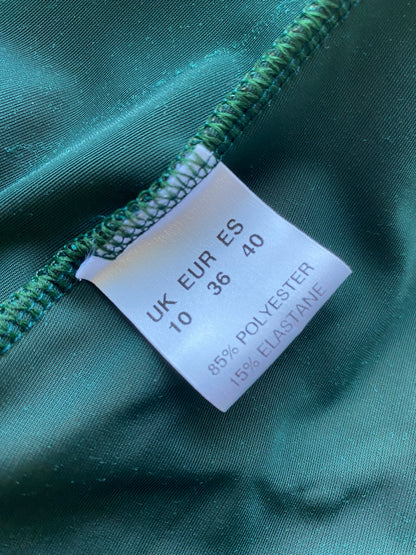 UK EUR ES
10 36 40
85% POLYESTER
15% ELASTANE